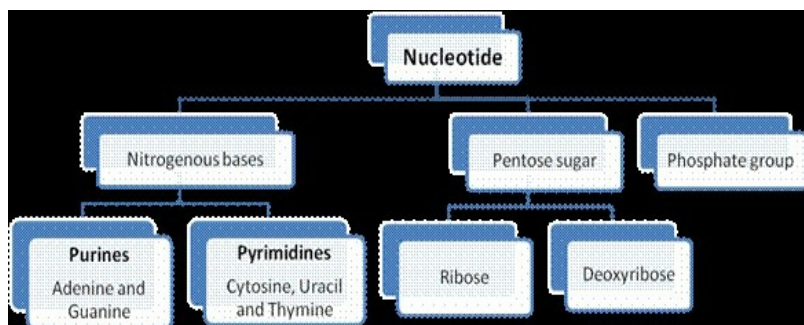 Nucleotide
Nitrogenous bases
Pentose sugar
Phosphate group
Purines
Adenine and
Guanine
Pyrimidines
Cytosine, Uracil
and Thymine
Ribose
Deoxyribose